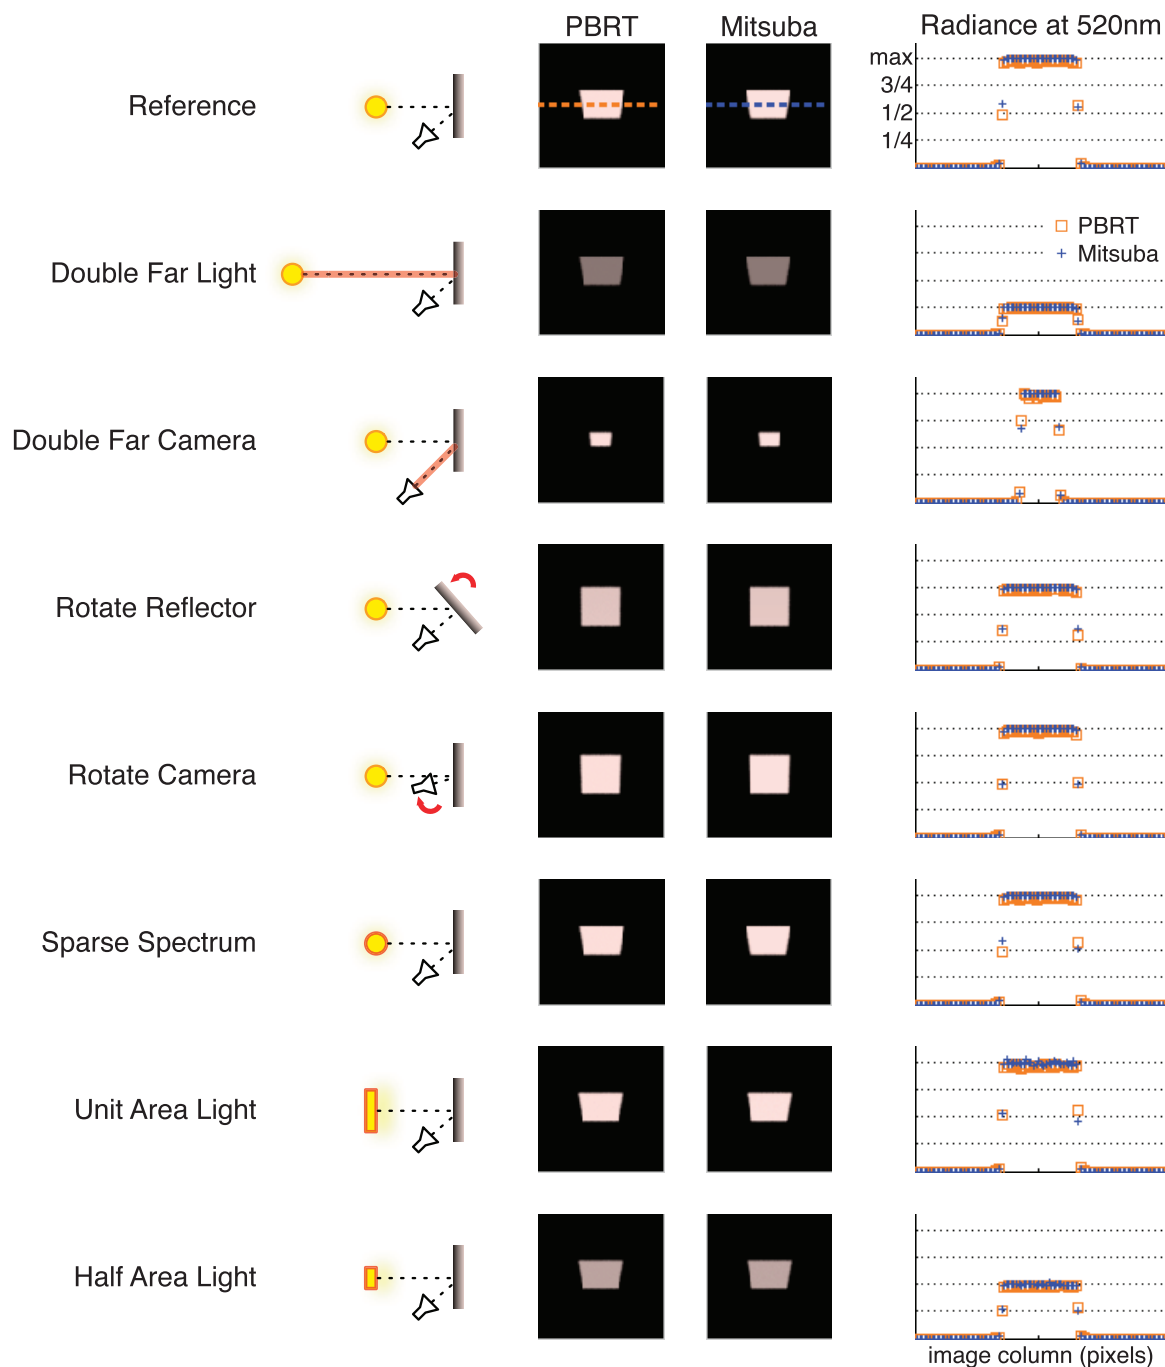 PBRT Mitsuba Radiance at 520nm
max
3/4
Reference
1/2
1/4
PBRT
Double Far Light
Mitsuba
Double Far Camera
Rotate Reflector
Rotate Camera
Sparse Spectrum
Unit Area Light
Half Area Light
image column (pixels)